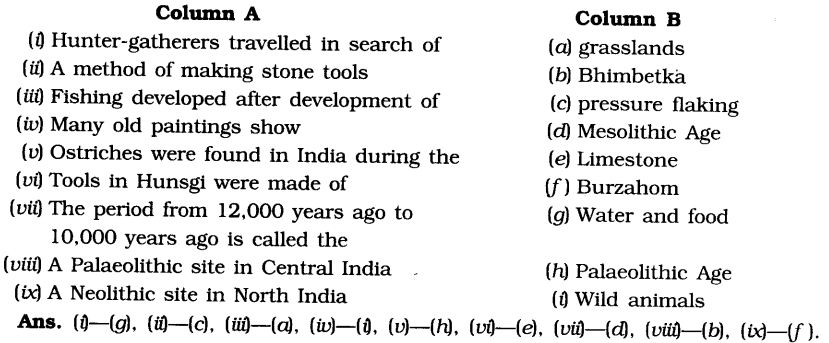 Column A Column B
(i) Hunter-gatherers travelled in search of (a) grasslands
(ii) A method of making stone tools (b) Bhimbetka
(iii) Fishing developed after development of (c) pressure flaking
(iv) Many old paintings show (d) Mesolithic Age
(v) Ostriches were found in India during the (e) Limestone
(vi) Tools in Hunsgi were made of (f) Burzahom
(vii) The period from 12,000 years ago to (g) Water and food
10,000 years ago is called the
(viii) A Palaeolithic site in Central India (h) Palaeolithic Age
(ix) A Neolithic site in North India (i) Wild animals
Ans. (i)—(g), (ii)—(c), (iii)—(a), (iv)—(i), (v)—(h), (vi)—(e), (vii)—(d), (viii)—(b), (ix)—(f).